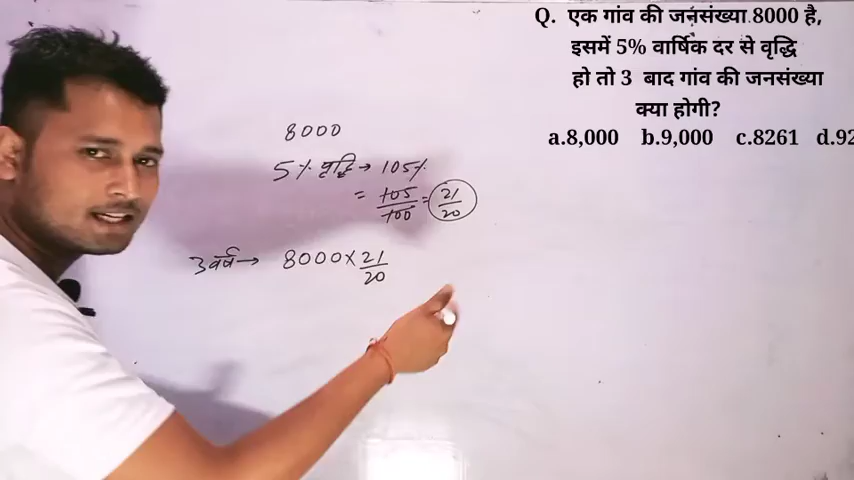 Q. एक गांव की जनसंख्या 8000 है,
इसमें 5% वार्षिक दर से वृद्धि
हो तो 3 बाद गांव की जनसंख्या
क्या होगी?
a.8,000 b.9,000 c.8261 d.92
8000
5% वृद्धि → 105%
= 105/100 = 21/20
3 वर्ष → 8000 × 21/20